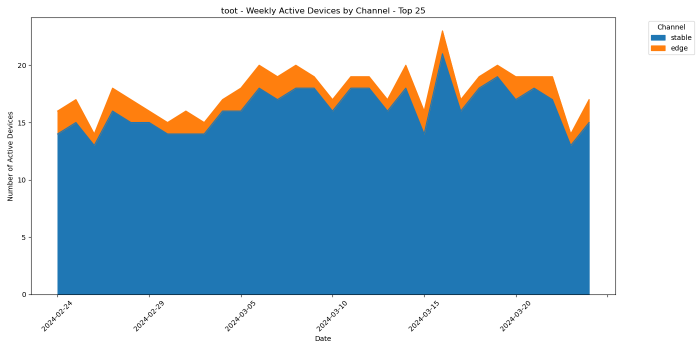 toot - Weekly Active Devices by Channel - Top 25
Channel
stable
edge
Number of Active Devices
20
15
10
5
0
2024-02-24
2024-02-29
2024-03-05
2024-03-10
2024-03-15
2024-03-20
Date